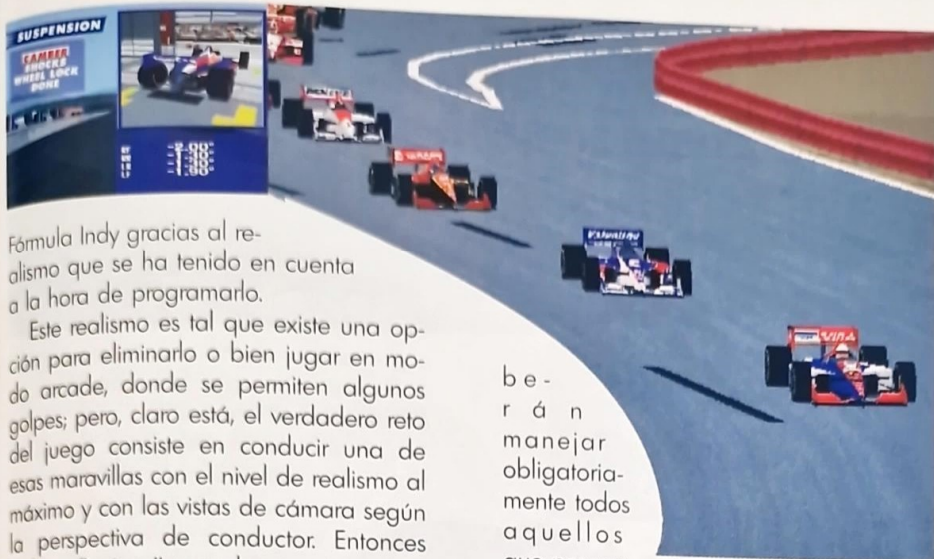 SUSPENSION
CAMBER
SHOCKS
WHEEL LOCK
DONE
Fórmula Indy gracias al re-
alismo que se ha tenido en cuenta
a la hora de programarlo.
Este realismo es tal que existe una op-
ción para eliminarlo o bien jugar en mo-
do arcade, donde se permiten algunos
golpes; pero, claro está, el verdadero reto
del juego consiste en conducir una de
esas maravillas con el nivel de realismo al
máximo y con las vistas de cámara según
la perspectiva de conductor. Entonces
be-
rán
manejar
obligatoria-
mente todos
aquellos
Valvoline